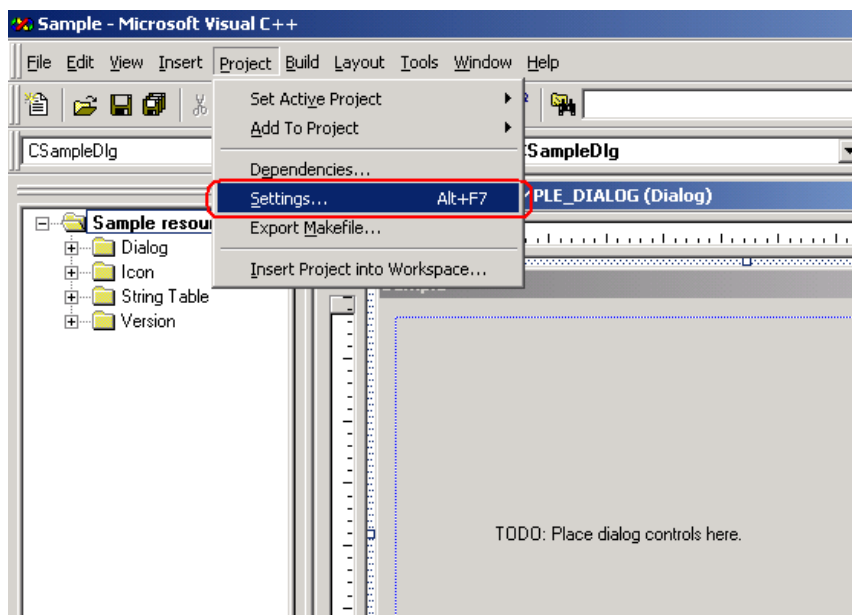 Sample - Microsoft Visual C++
File Edit View Insert Project Build Layout Tools Window Help
Set Active Project
Add To Project
CSampleDlg
CSampleDlg
Dependencies...
Settings... Alt+F7
PLE_DIALOG (Dialog)
Sample resou
Export Makefile...
Dialog
Insert Project into Workspace...
Icon
String Table
Version
TODO: Place dialog controls here.